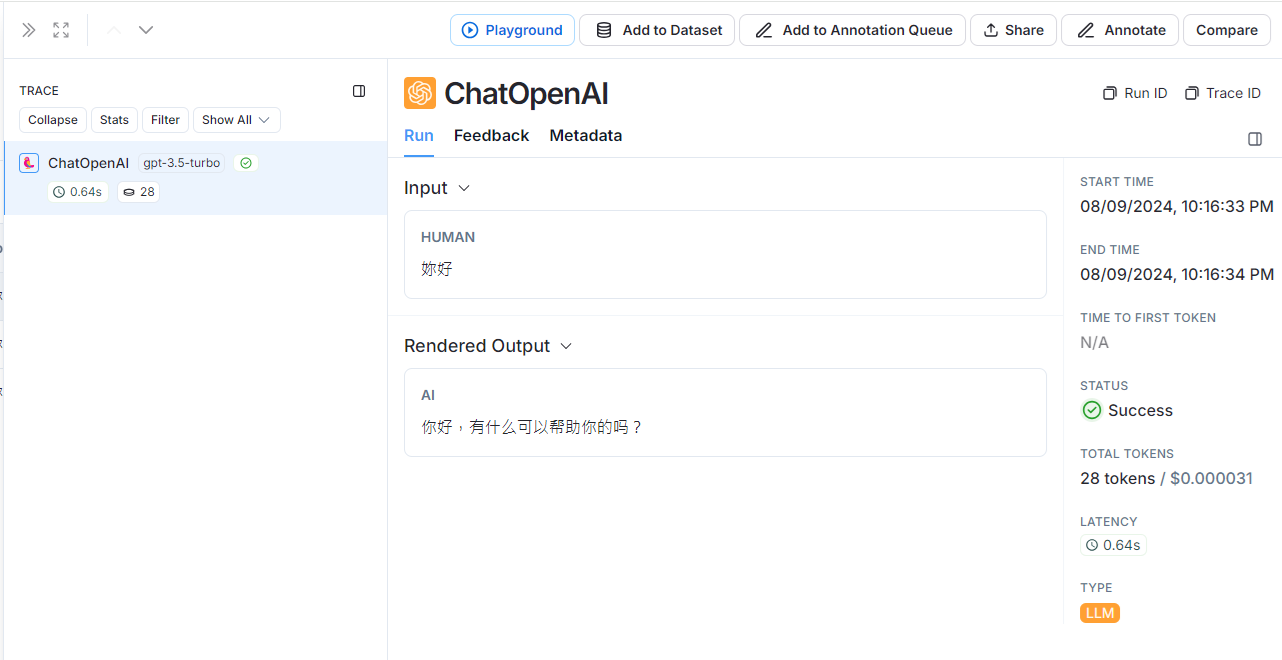 Playground Add to Dataset Add to Annotation Queue Share Annotate Compare
TRACE
Collapse Stats Filter Show All
ChatOpenAI gpt-3.5-turbo
0.64s 28
ChatOpenAI
Run ID Trace ID
Run Feedback Metadata
Input
HUMAN
妳好
Rendered Output
AI
你好，有什么可以帮助你的吗？
START TIME
08/09/2024, 10:16:33 PM
END TIME
08/09/2024, 10:16:34 PM
TIME TO FIRST TOKEN
N/A
STATUS
Success
TOTAL TOKENS
28 tokens / $0.000031
LATENCY
0.64s
TYPE
LLM